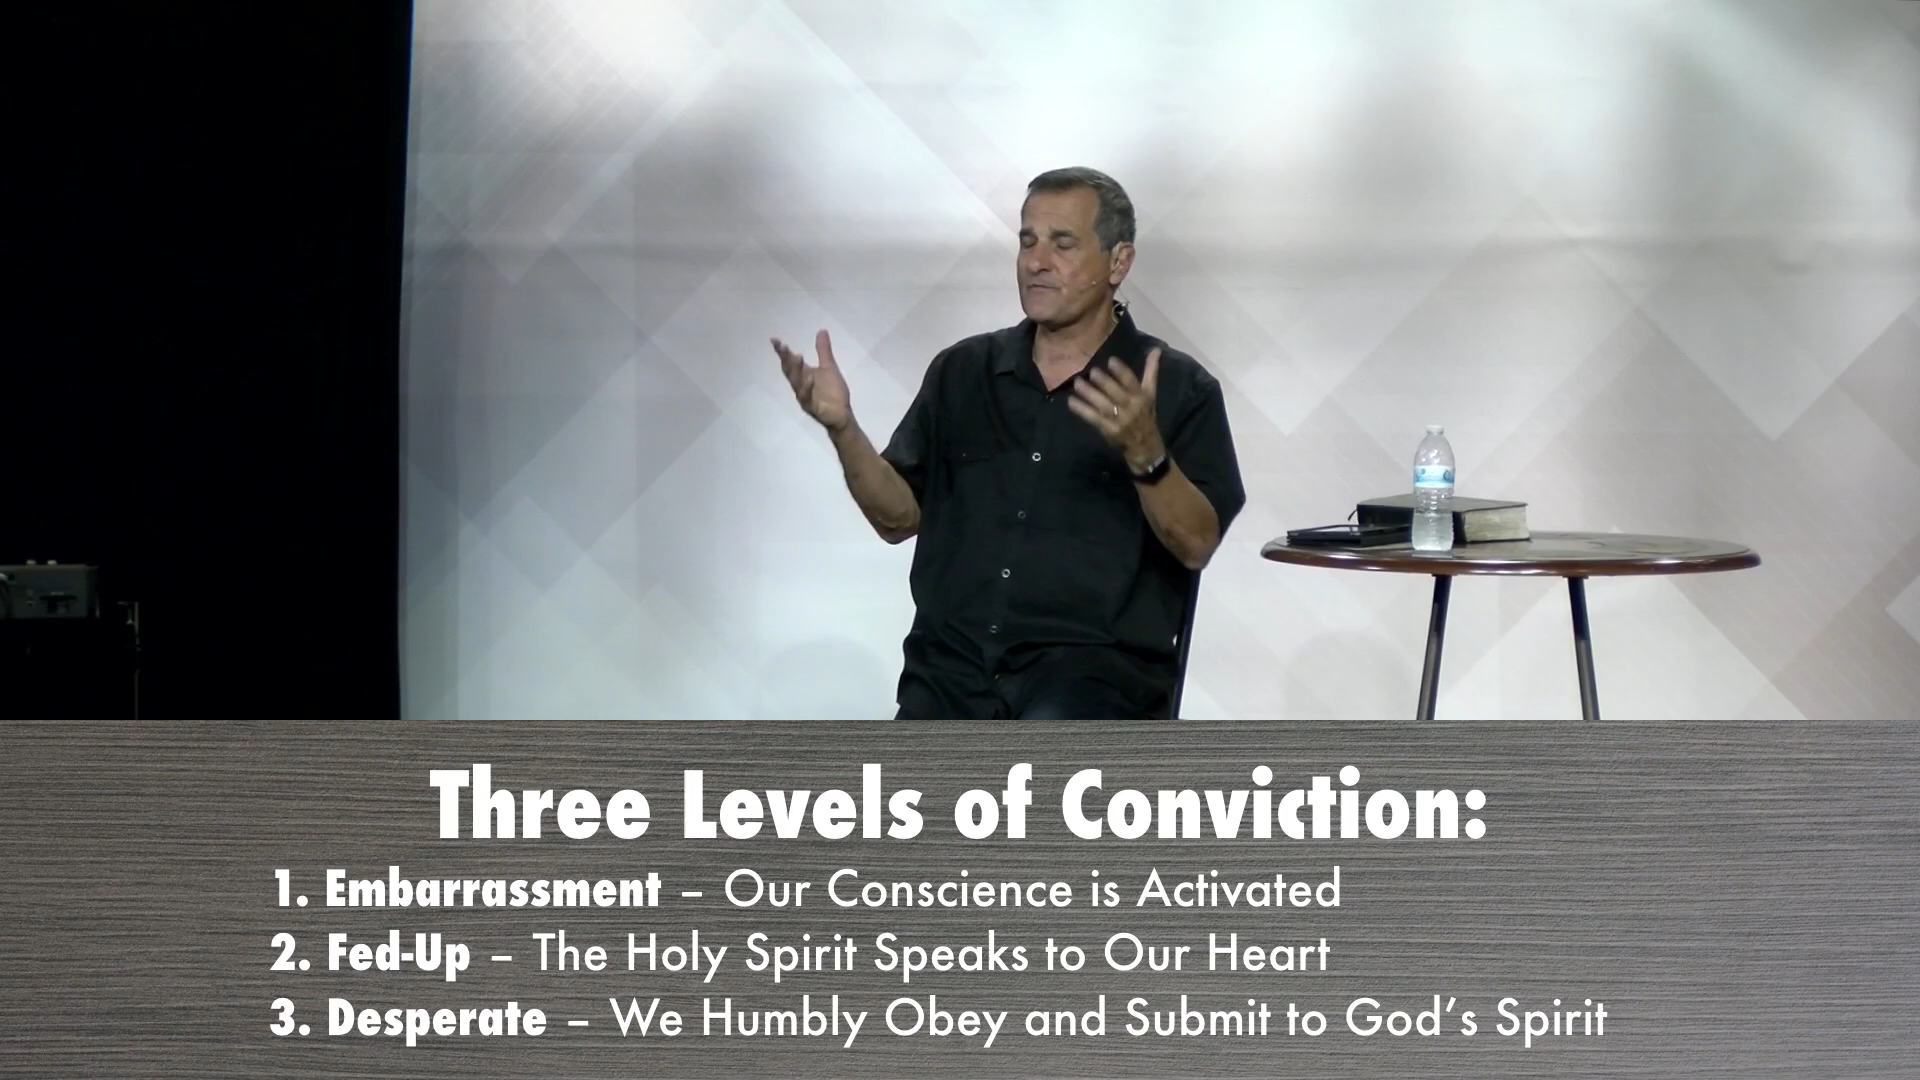 Three Levels of Conviction:
1. Embarrassment – Our Conscience is Activated
2. Fed-Up – The Holy Spirit Speaks to Our Heart
3. Desperate – We Humbly Obey and Submit to God’s Spirit